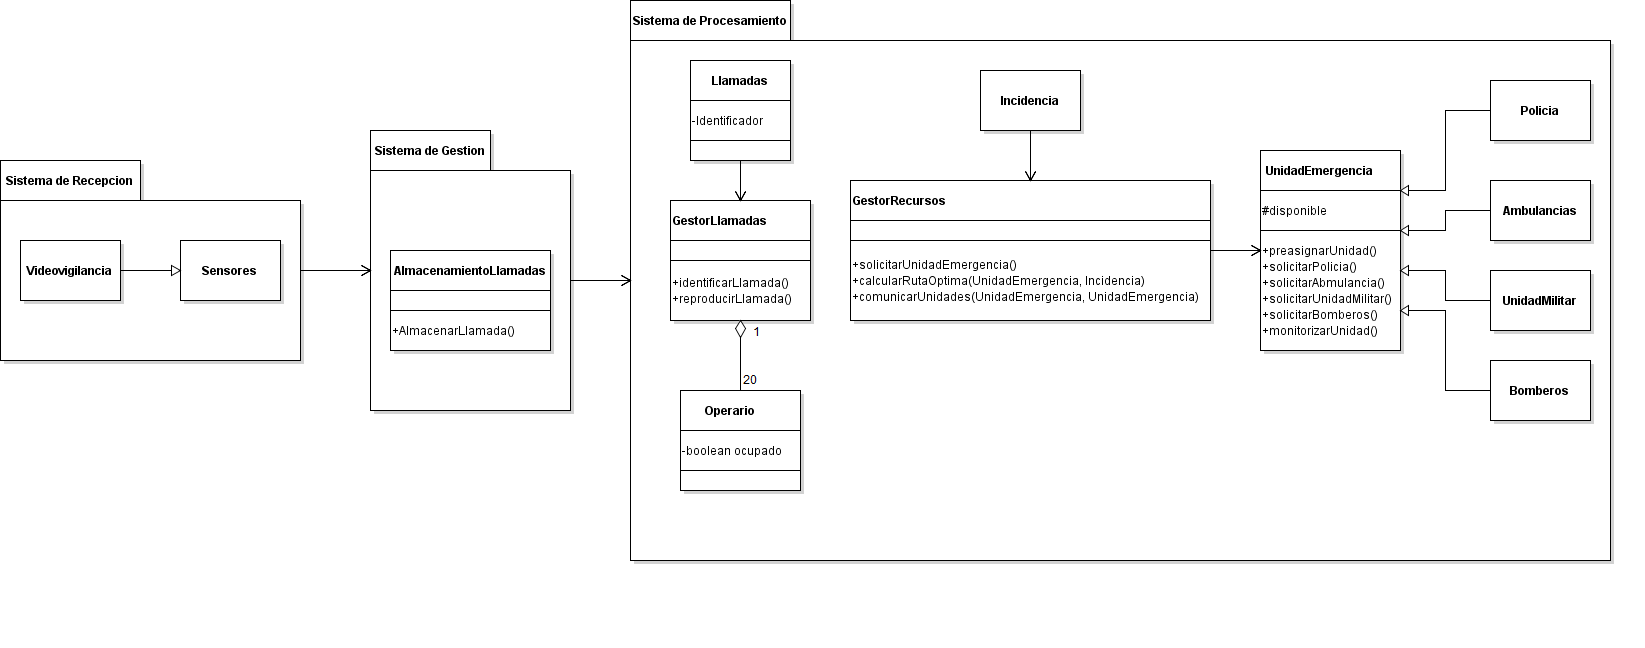 Sistema de Recepcion
Videovigilancia
Sensores
Sistema de Gestion
AlmacenamientoLlamadas
+AlmacenarLlamada()
Sistema de Procesamiento
Llamadas
-Identificador
GestorLlamadas
+identificarLlamada()
+reproducirLlamada()
1
20
Operario
-boolean ocupado
Incidencia
GestorRecursos
+solicitarUnidadEmergencia()
+calcularRutaOptima(UnidadEmergencia, Incidencia)
+comunicarUnidades(UnidadEmergencia, UnidadEmergencia)
UnidadEmergencia
#disponible
+preasignarUnidad()
+solicitarPolicia()
+solicitarAbmulancia()
+solicitarUnidadMilitar()
+solicitarBomberos()
+monitorizarUnidad()
Policia
Ambulancias
UnidadMilitar
Bomberos